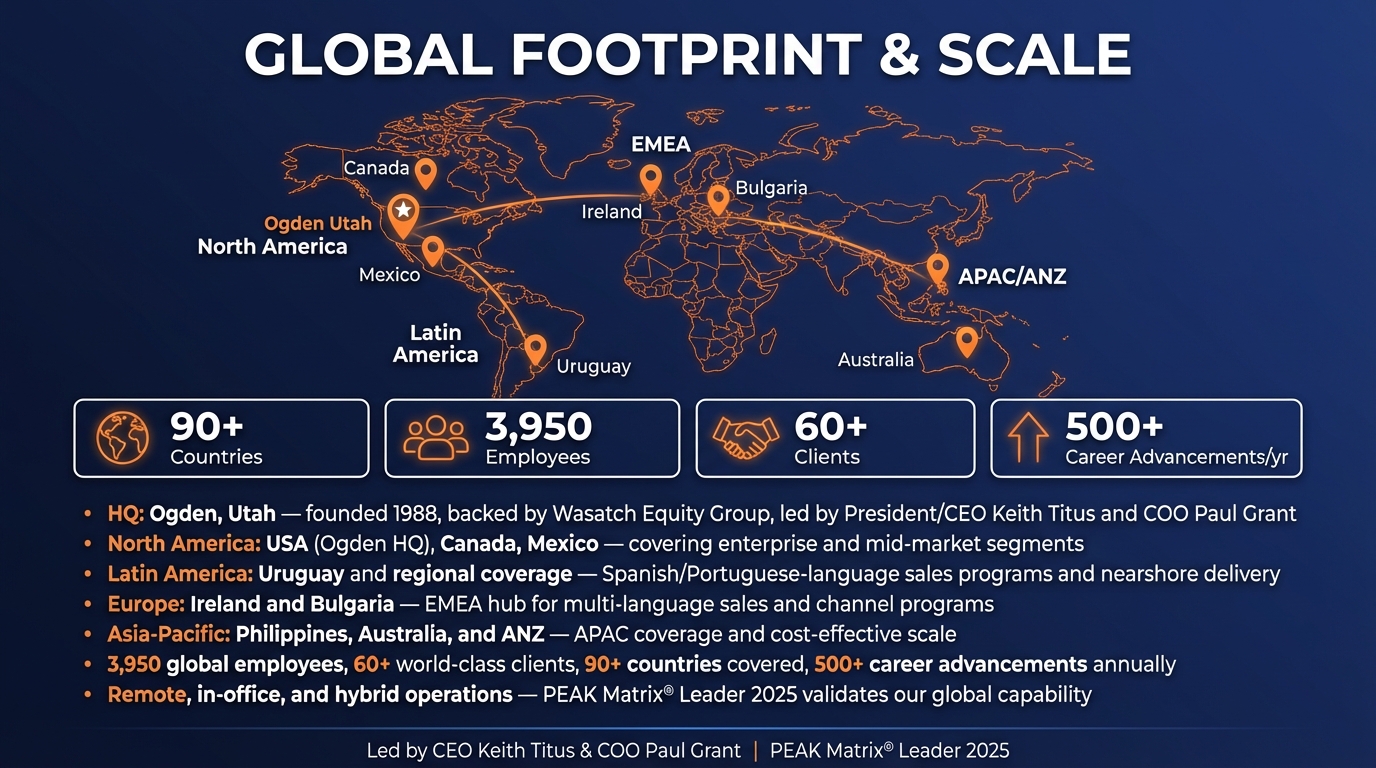 GLOBAL FOOTPRINT & SCALE
EMEA
Canada
Bulgaria
Ireland
Ogden Utah
North America
Mexico
APAC/ANZ
Latin
America
Uruguay
Australia
90+
Countries
3,950
Employees
60+
Clients
500+
Career Advancements/yr
• HQ: Ogden, Utah — founded 1988, backed by Wasatch Equity Group, led by President/CEO Keith Titus and COO Paul Grant
• North America: USA (Ogden HQ), Canada, Mexico — covering enterprise and mid-market segments
• Latin America: Uruguay and regional coverage — Spanish/Portuguese-language sales programs and nearshore delivery
• Europe: Ireland and Bulgaria — EMEA hub for multi-language sales and channel programs
• Asia-Pacific: Philippines, Australia, and ANZ — APAC coverage and cost-effective scale
• 3,950 global employees, 60+ world-class clients, 90+ countries covered, 500+ career advancements annually
• Remote, in-office, and hybrid operations — PEAK Matrix® Leader 2025 validates our global capability
Led by CEO Keith Titus & COO Paul Grant | PEAK Matrix® Leader 2025